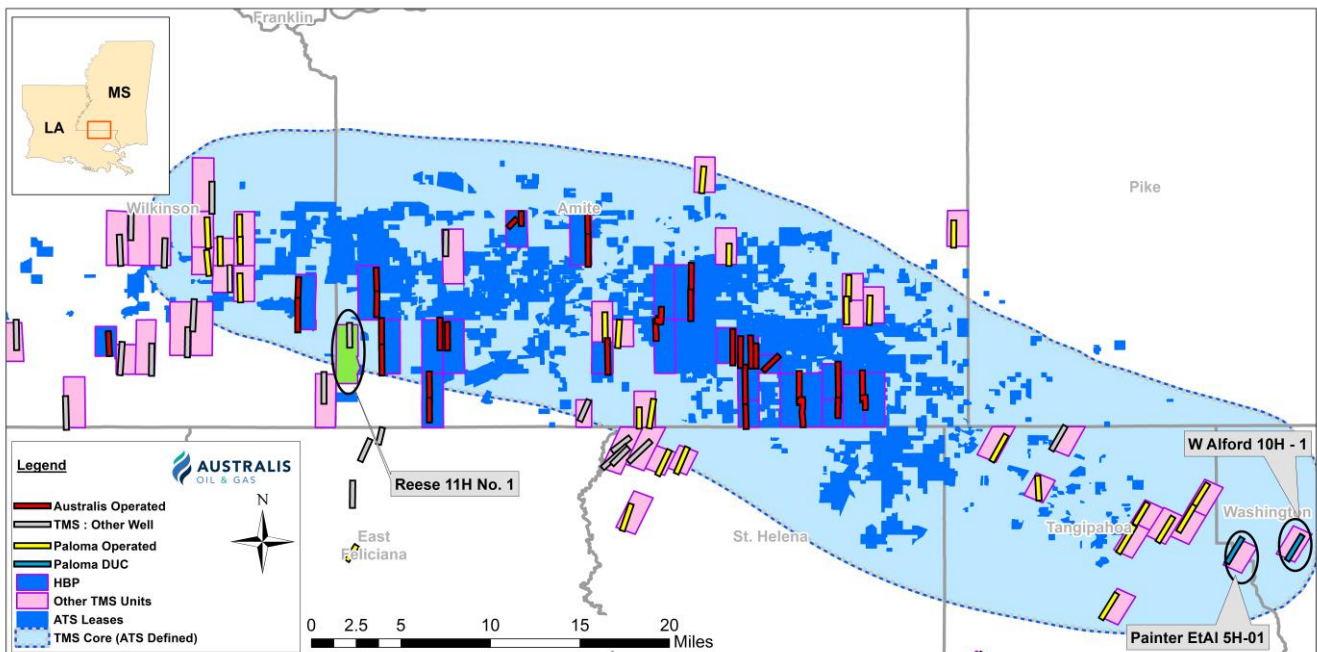 Franklin
MS
LA
Wilkinson
Amite
Pike
Reese 11H No. 1
W Alford 10H - 1
Washington
Tangipahoa
St. Helena
East
Feliciana
Painter EtAl 5H-01
Legend
AUSTRALIS
OIL & GAS
N
Australis Operated
TMS : Other Well
Paloma Operated
Paloma DUC
HBP
Other TMS Units
ATS Leases
TMS Core (ATS Defined)
0 2.5 5 10 15 20
Miles